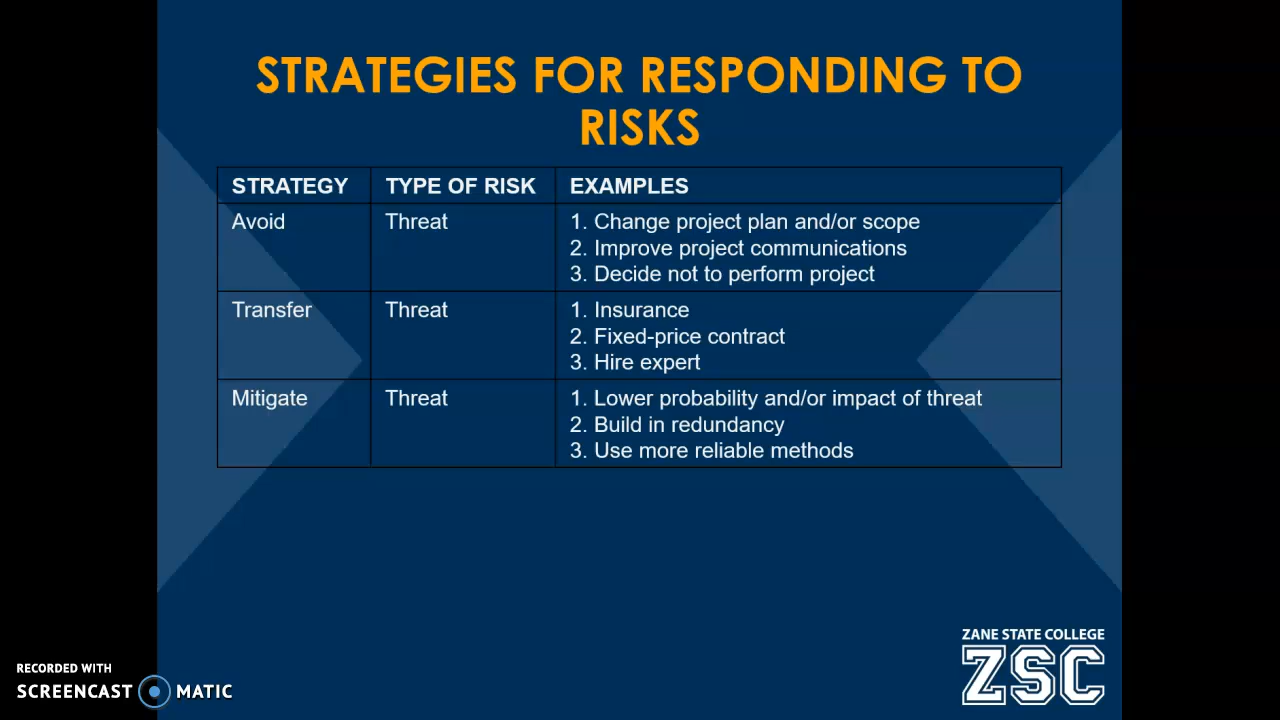 STRATEGIES FOR RESPONDING TO
RISKS
STRATEGY TYPE OF RISK EXAMPLES
Avoid Threat 1. Change project plan and/or scope
2. Improve project communications
3. Decide not to perform project
Transfer Threat 1. Insurance
2. Fixed-price contract
3. Hire expert
Mitigate Threat 1. Lower probability and/or impact of threat
2. Build in redundancy
3. Use more reliable methods
ZANE STATE COLLEGE
ZSC
RECORDED WITH
SCREENCAST MATIC